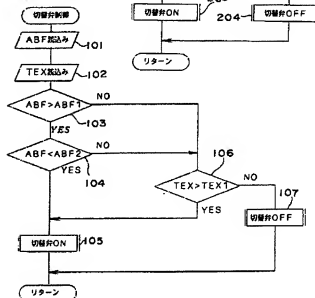 切替弁制御
ABF読込み
101
TEX読込み
102
ABF>ABF1
NO
103
YES
ABF<ABF2
NO
104
YES
TEX>TEX1
106
NO
YES
切替弁OFF
107
切替弁ON
105
リターン
切替弁ON
切替弁OFF
204
リターン